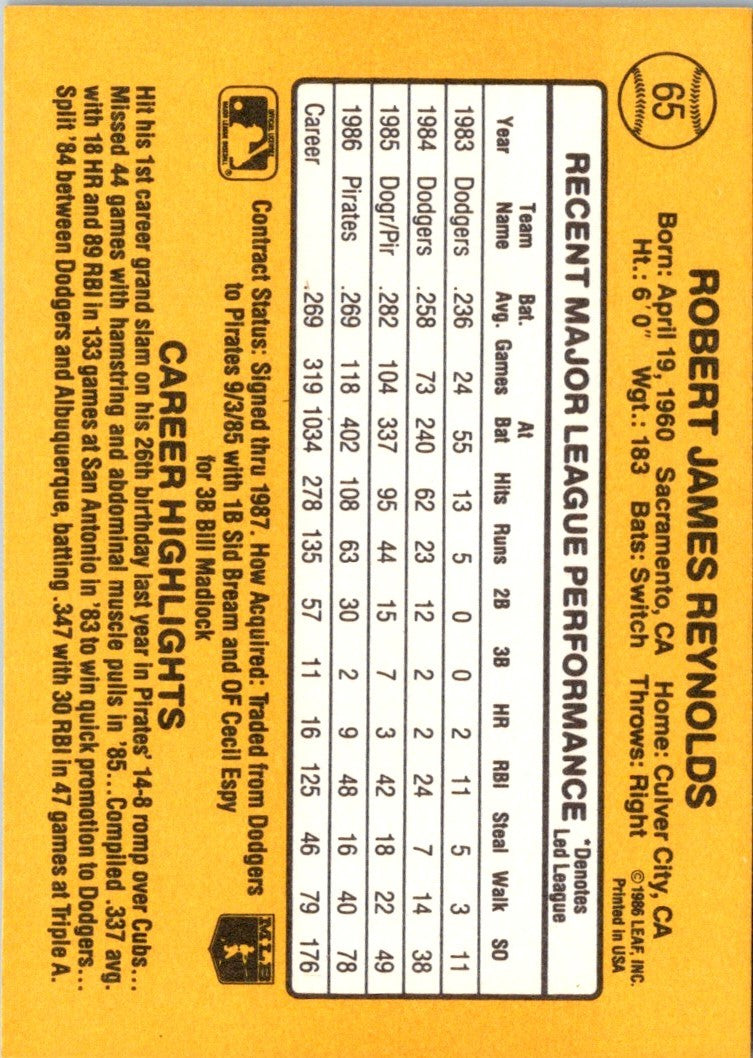 65
ROBERT JAMES REYNOLDS
Born: April 19, 1960 Sacramento, CA Home: Culver City, CA
Ht.: 6'0" Wgt.: 183 Bats: Switch Throws: Right
©1986 LEAF, INC.
Printed in USA
RECENT MAJOR LEAGUE PERFORMANCE *Denotes Led League
Year Team Name Bat. Avg. Games At Bat Hits Runs 2B 3B HR RBI Steal Walk SO
1983 Dodgers .236 24 55 13 5 0 0 2 11 5 3 11
1984 Dodgers .258 73 240 62 23 12 2 2 24 7 14 38
1985 Dogr/Pir .282 104 337 95 44 15 7 3 42 18 22 49
1986 Pirates .269 118 402 108 63 30 2 9 48 16 40 78
Career .269 319 1034 278 135 57 11 16 125 46 79 176
OFFICIAL LICENSEE
MAJOR LEAGUE BASEBALL
®
Contract Status: Signed thru 1987. How Acquired: Traded from Dodgers
to Pirates 9/3/85 with 1B Sid Bream and OF Cecil Espy
for 3B Bill Madlock
MLB
CAREER HIGHLIGHTS
Hit his 1st career grand slam on his 26th birthday last year in Pirates' 14-8 romp over Cubs...
Missed 44 games with hamstring and abdominal muscle pulls in '85...Compiled .337 avg.
with 18 HR and 89 RBI in 133 games at San Antonio in '83 to win quick promotion to Dodgers...
Split '84 between Dodgers and Albuquerque, batting .347 with 30 RBI in 47 games at Triple A.